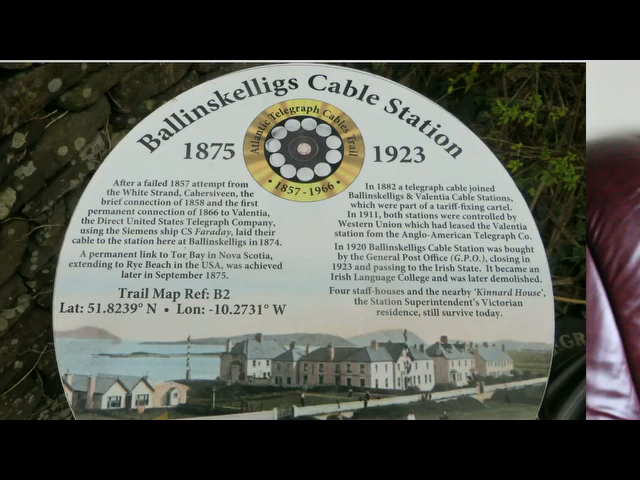 Ballinskelligs Cable Station
1875
Atlantic Telegraph Cables Trail
• 1857-1966 •
1923
After a failed 1857 attempt from
the White Strand, Cahersiveen, the
brief connection of 1858 and the first
permanent connection of 1866 to Valentia,
the Direct United States Telegraph Company,
using the Siemens ship CS Faraday, laid their
cable to the station here at Ballinskelligs in 1874.
A permanent link to Tor Bay in Nova Scotia,
extending to Rye Beach in the USA, was achieved
later in September 1875.
Trail Map Ref: B2
Lat: 51.8239° N • Lon: -10.2731° W
In 1882 a telegraph cable joined
Ballinskelligs & Valentia Cable Stations,
which were part of a tariff-fixing cartel.
In 1911, both stations were controlled by
Western Union which had leased the Valentia
station fom the Anglo-American Telegraph Co.
In 1920 Ballinskelligs Cable Station was bought
by the General Post Office (G.P.O.), closing in
1923 and passing to the Irish State. It became an
Irish Language College and was later demolished.
Four staff-houses and the nearby 'Kinnard House',
the Station Superintendent's Victorian
residence, still survive today.